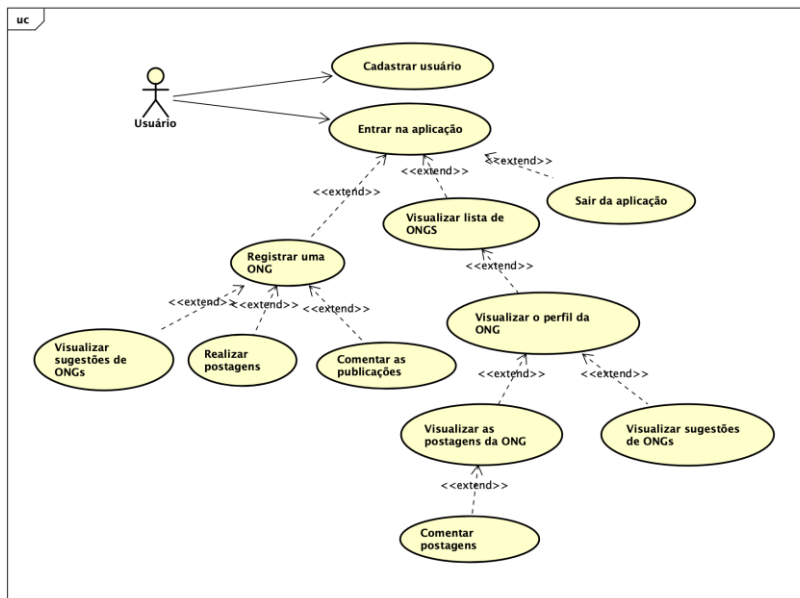 uc
Cadastrar usuário
Usuário
Entrar na aplicação
<<extend>>
<<extend>>
<<extend>>
Sair da aplicação
Visualizar lista de
ONGS
Registrar uma
ONG
<<extend>>
<<extend>>
<<extend>>
<<extend>>
Visualizar o perfil da
ONG
Visualizar
sugestões de
ONGs
Realizar
postagens
Comentar as
publicações
<<extend>>
<<extend>>
Visualizar as
postagens da ONG
Visualizar sugestões
de ONGs
<<extend>>
Comentar
postagens